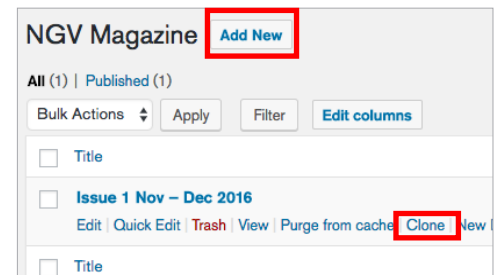 NGV Magazine Add New
All (1) | Published (1)
Bulk Actions Apply Filter Edit columns
Title
Issue 1 Nov – Dec 2016
Edit | Quick Edit | Trash | View | Purge from cache | Clone | New
Title